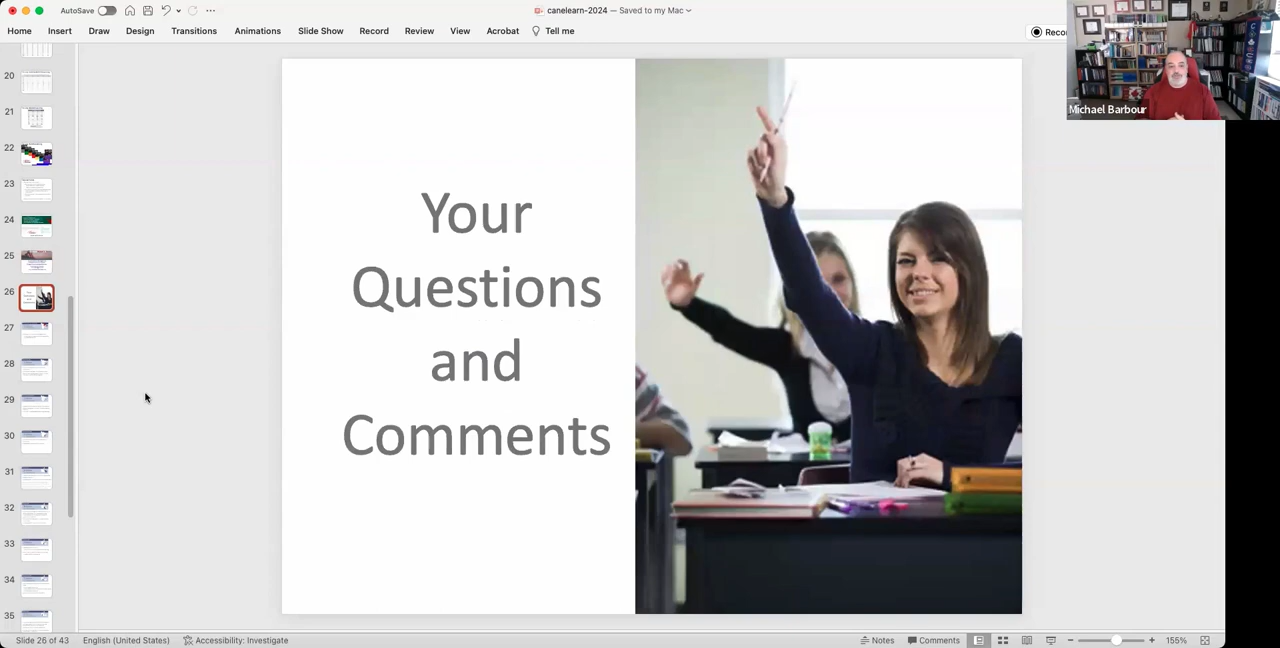 AutoSave
canelearn-2024 — Saved to my Mac
Home Insert Draw Design Transitions Animations Slide Show Record Review View Acrobat Tell me
Reco
Michael Barbour
20
21
22
23
24
25
26
27
28
29
30
31
32
33
34
35
Your
Questions
and
Comments
Slide 26 of 43 English (United States) Accessibility: Investigate Notes Comments 155%